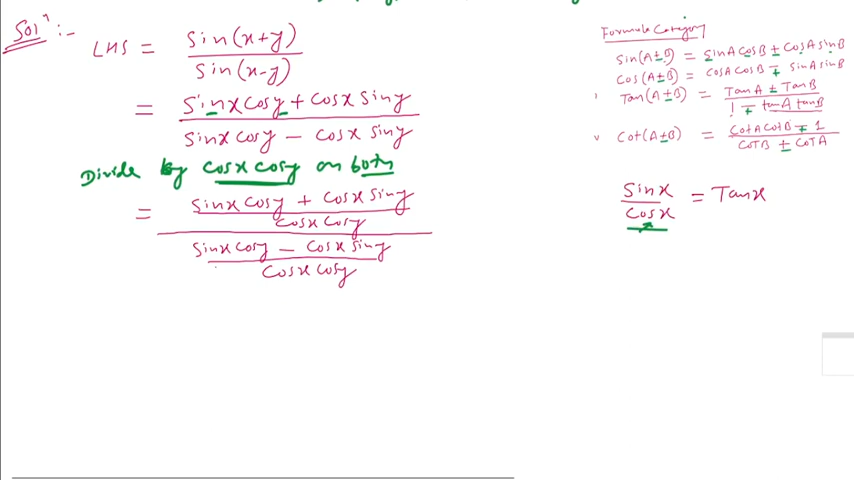 Solⁿ :-
LHS = Sin(x+y) / Sin(x-y)
= Sinx Cosy + Cosx Siny / Sinx Cosy - Cosx Siny
Divide by Cosx Cosy on both
= Sinx Cosy + Cosx Siny / Cosx Cosy
Sinx Cosy - Cosx Siny / Cosx Cosy
Formula Category
Sin(A±B) = SinA CosB ± CosA SinB
Cos(A±B) = CosA CosB ∓ SinA SinB
Tan(A±B) = TanA ± TanB / 1 ∓ tanA tanB
Cot(A±B) = CotA CotB ∓ 1 / CotB ± CotA
Sinx / Cosx = Tanx